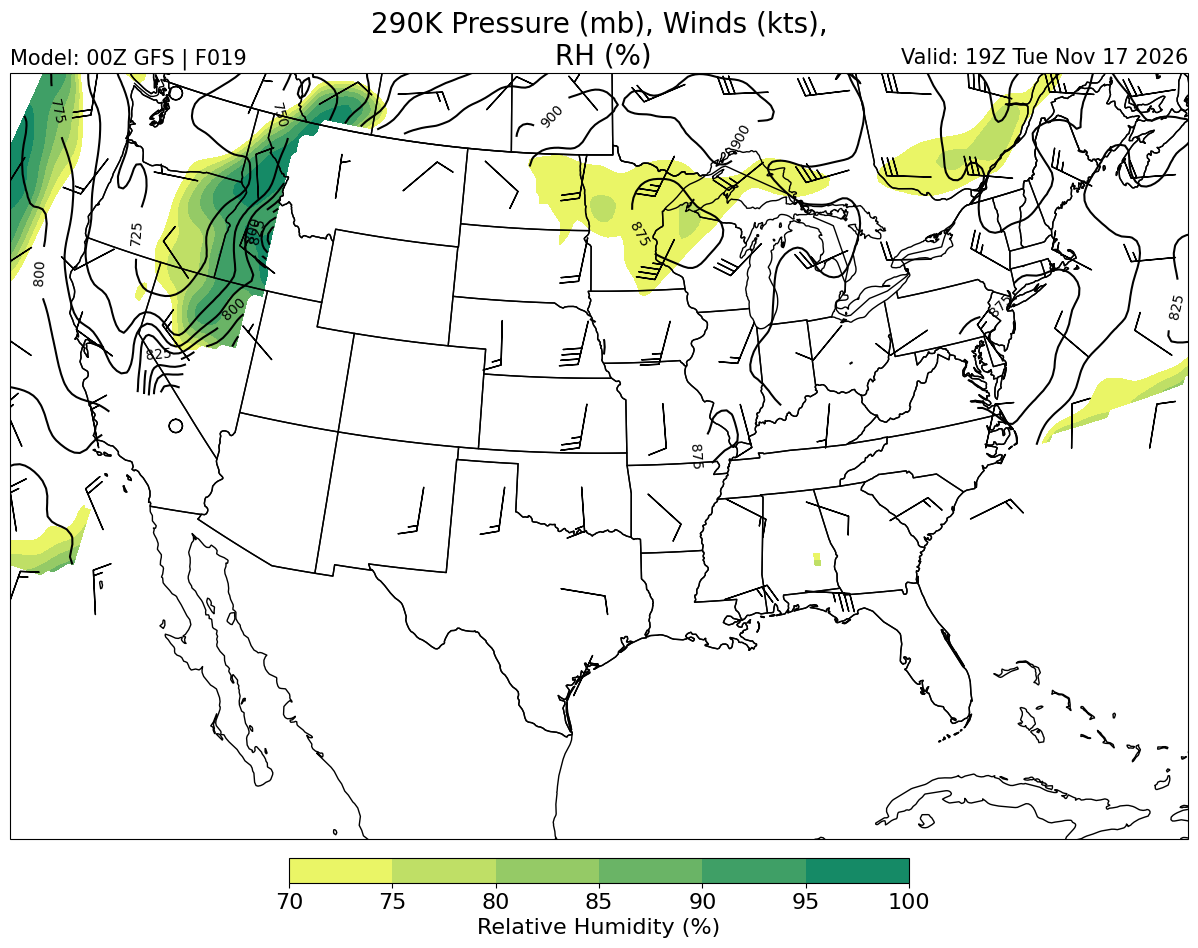 290K Pressure (mb), Winds (kts),
RH (%)
Model: 00Z GFS | F019
Valid: 19Z Tue Nov 17 2026
775
750
900
900
725
875
800
800
825
875
825
875
70 75 80 85 90 95 100
Relative Humidity (%)